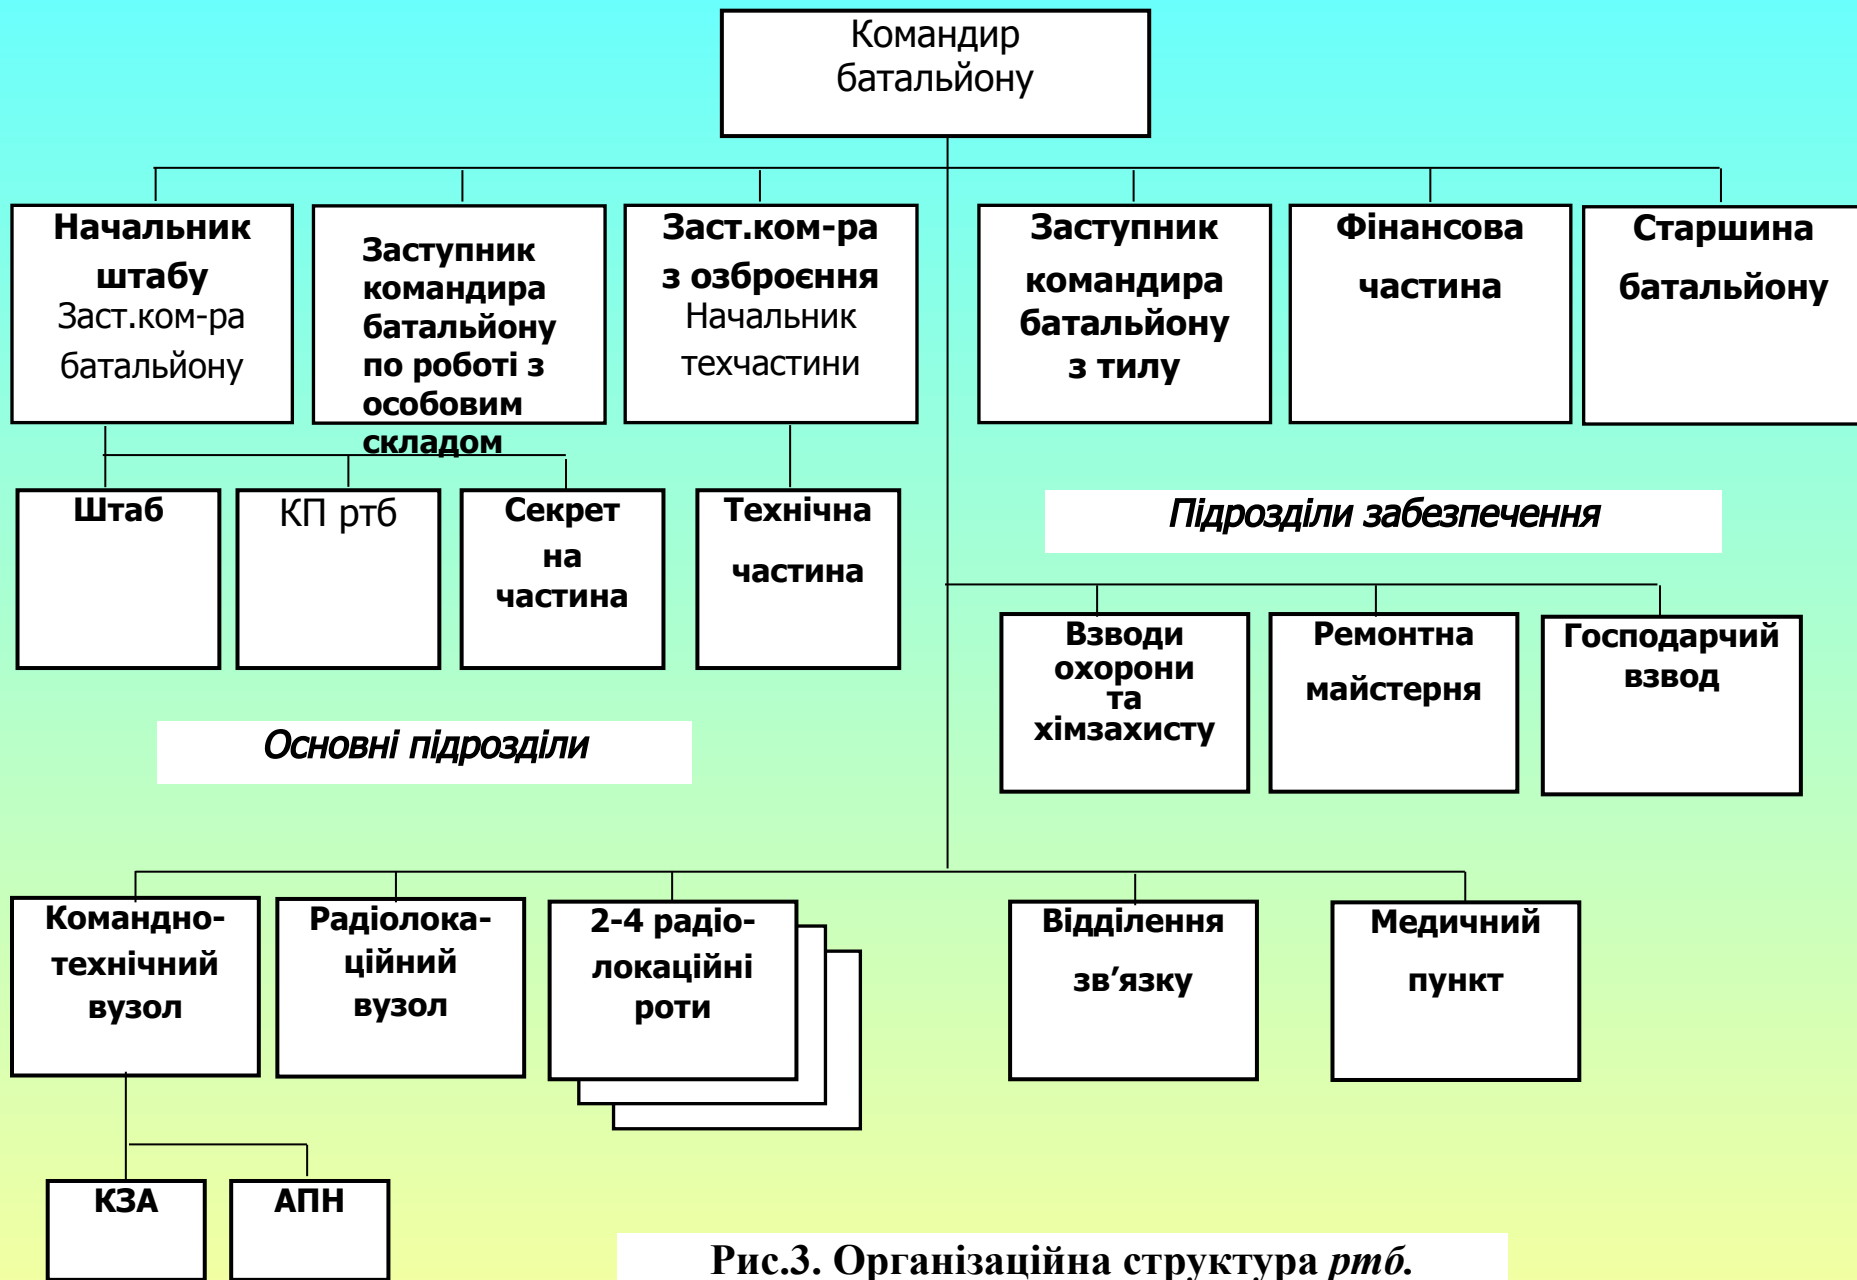 Командир
батальйону
Начальник
штабу
Заст.ком-ра
батальйону
Заступник
командира
батальйону
по роботі з
особовим
складом
Заст.ком-ра
з озброєння
Начальник
техчастини
Заступник
командира
батальйону
з тилу
Фінансова
частина
Старшина
батальйону
Штаб
КП ртб
Секрет
на
частина
Технічна
частина
Підрозділи забезпечення
Взводи
охорони
та
хімзахисту
Ремонтна
майстерня
Господарчий
взвод
Основні підрозділи
Командно-
технічний
вузол
Радіолока-
ційний
вузол
2-4 радіо-
локаційні
роти
Відділення
зв’язку
Медичний
пункт
КЗА
АПН
Рис.3. Організаційна структура ртб.